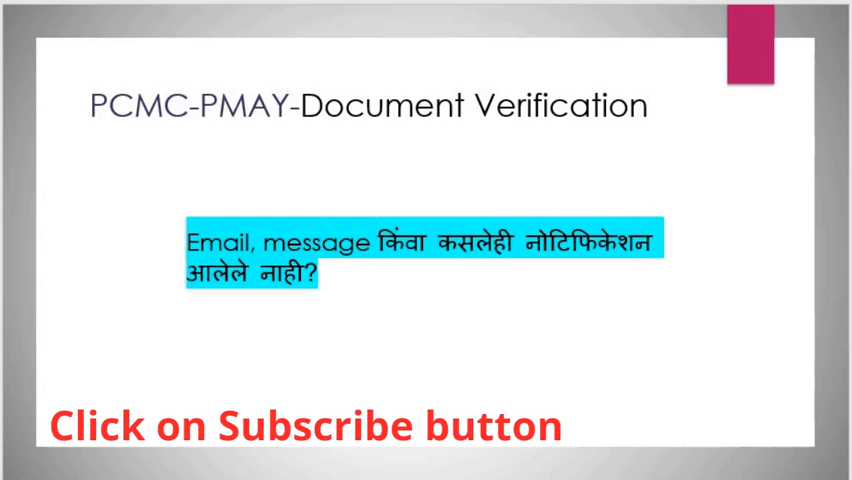 PCMC-PMAY-Document Verification
Email, message किंवा कसलेही नोटिफिकेशन
आलेले नाही?
Click on Subscribe button